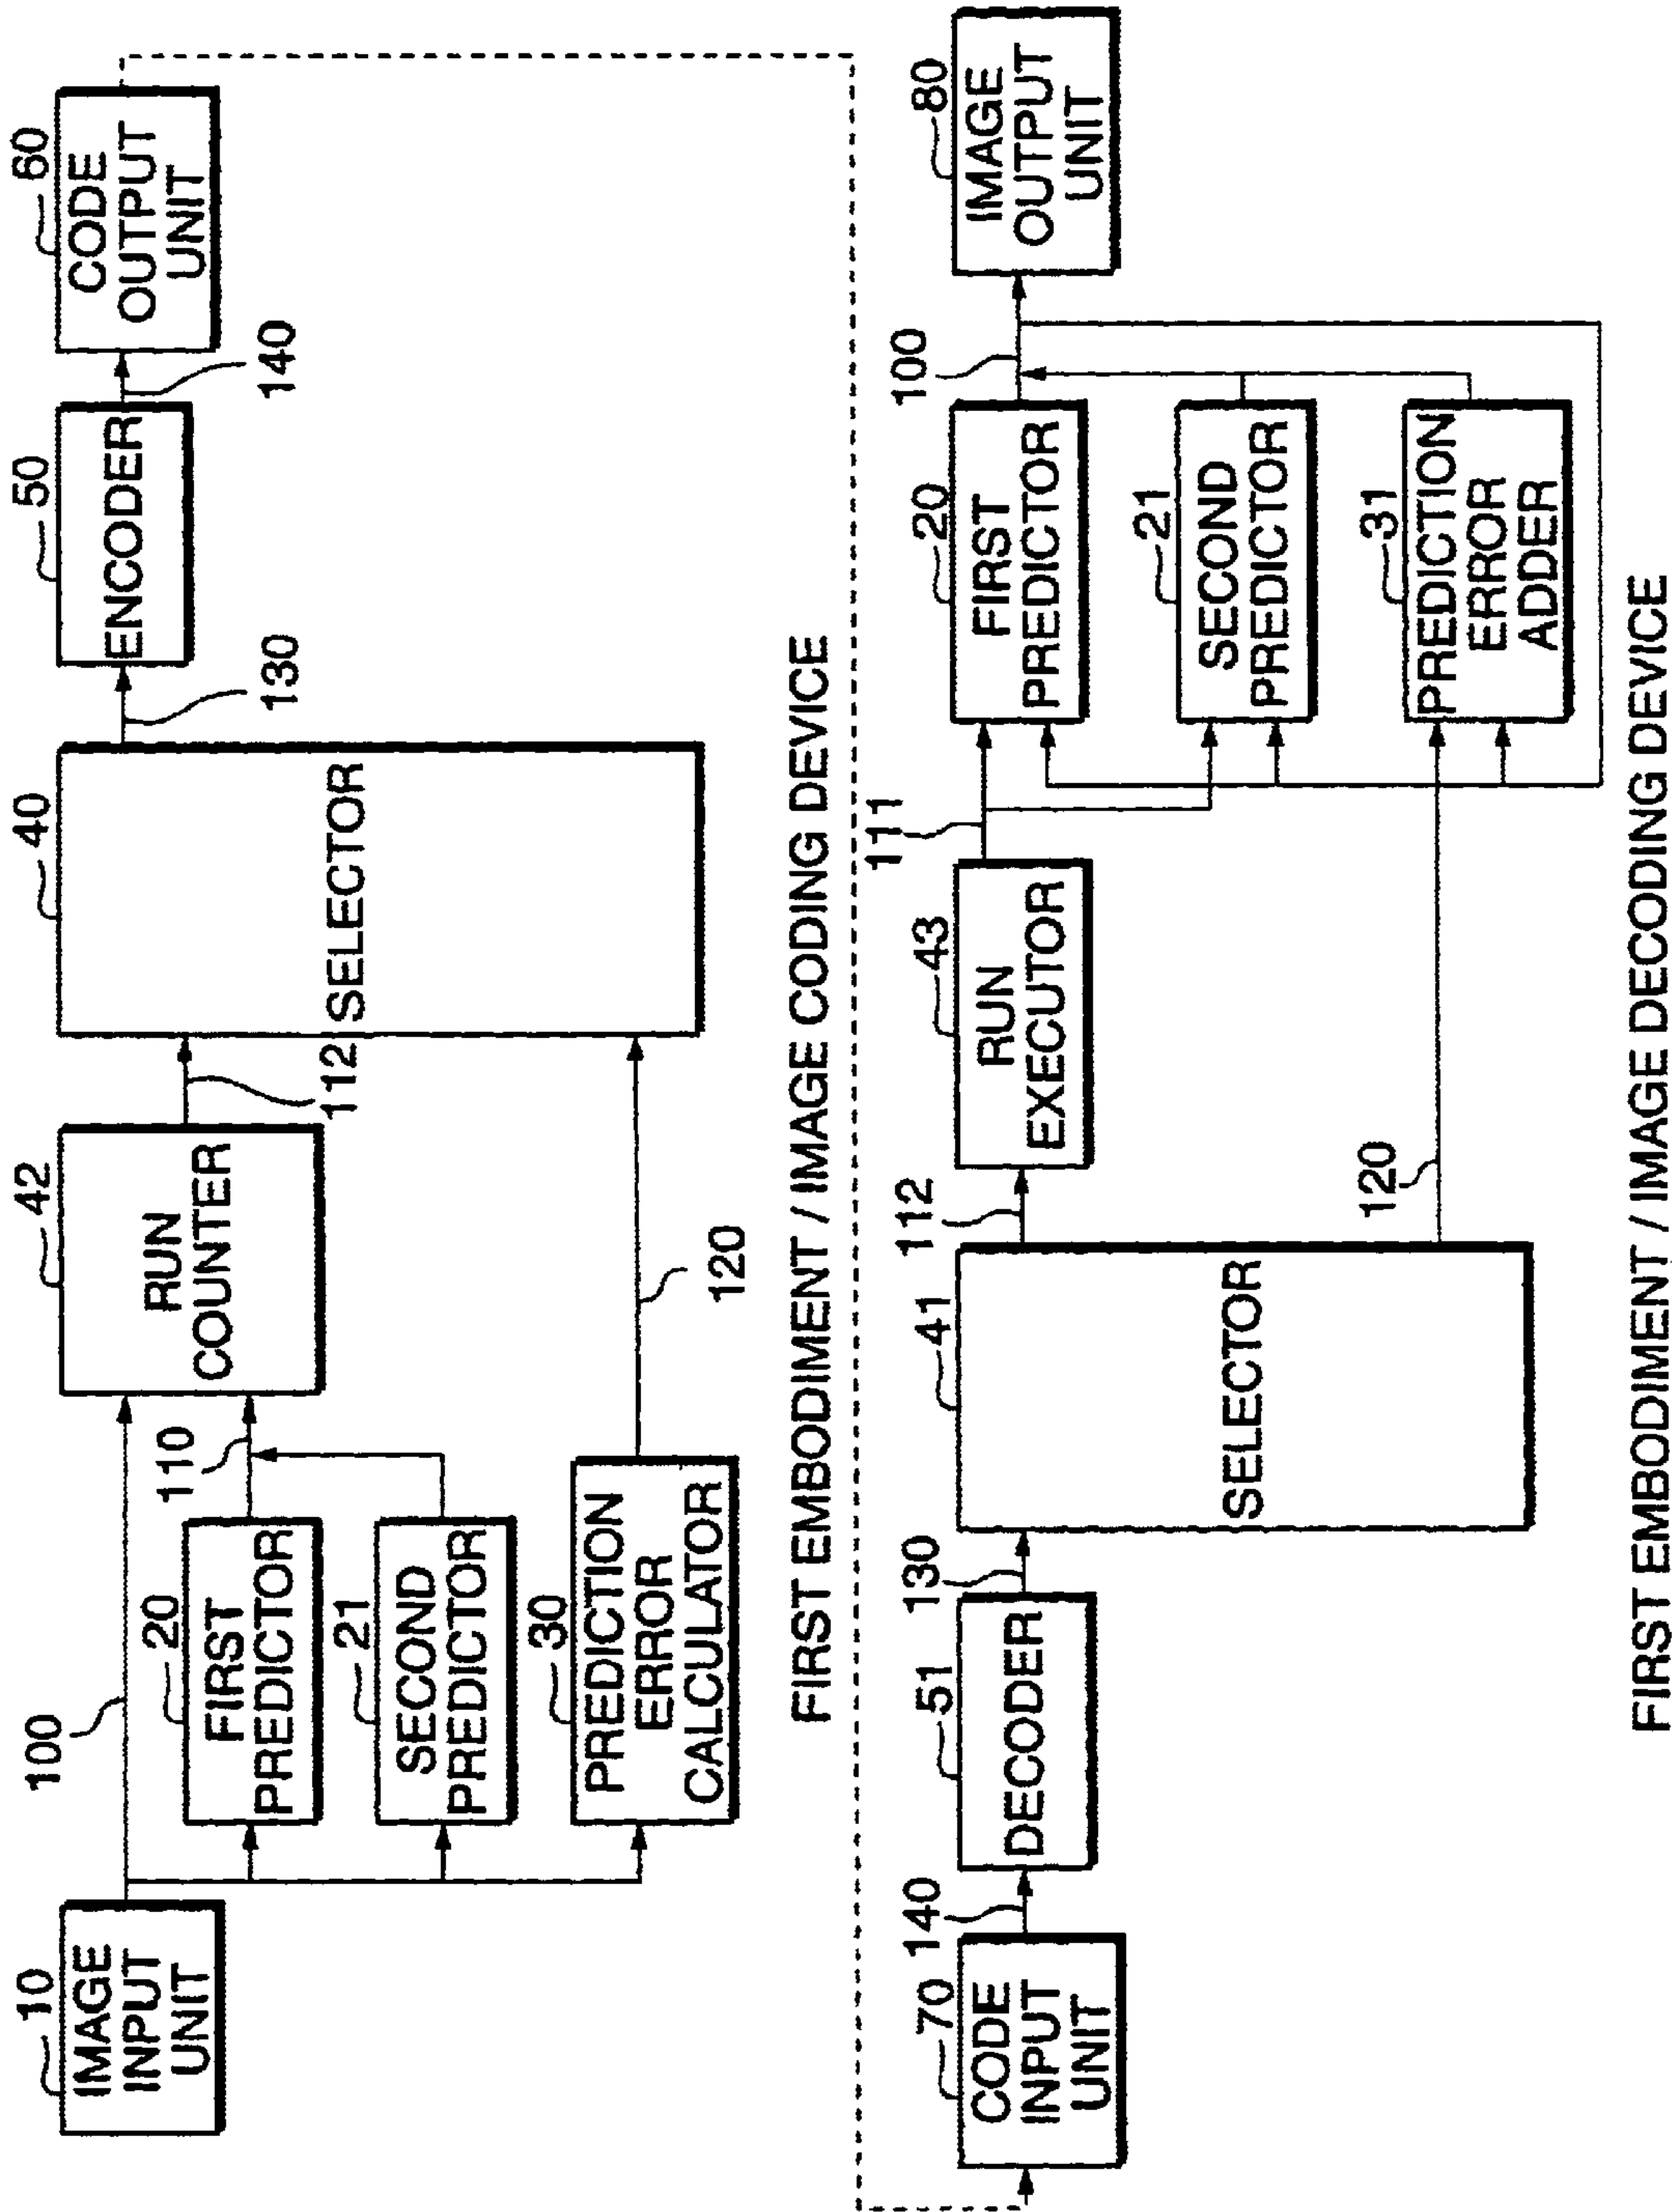 10
IMAGE
INPUT
UNIT
100
20
FIRST
PREDICTOR
21
SECOND
PREDICTOR
30
PREDICTION
ERROR
CALCULATOR
110
42
RUN
COUNTER
112
120
40
SELECTOR
130
50
ENCODER
140
60
CODE
OUTPUT
UNIT
FIRST EMBODIMENT / IMAGE CODING DEVICE
70
CODE
INPUT
UNIT
140
51
DECODER
130
41
SELECTOR
112
120
43
RUN
EXECUTOR
111
20
FIRST
PREDICTOR
21
SECOND
PREDICTOR
31
PREDICTION
ERROR
ADDER
100
80
IMAGE
OUTPUT
UNIT
FIRST EMBODIMENT / IMAGE DECODING DEVICE